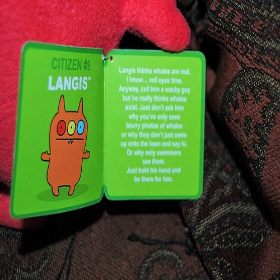 CITIZEN #8
LANGIS™
Langis thinks whales are real.
I know... roll eyes time.
Anyway, call him a wacky guy
but he really thinks whales
exist. Just don't ask him
why you've only seen
blurry photos of whales
or why they don't just swim
up onto the lawn and say hi.
Or why only swimmers
see them.
Just hold his hand and
be there for him.